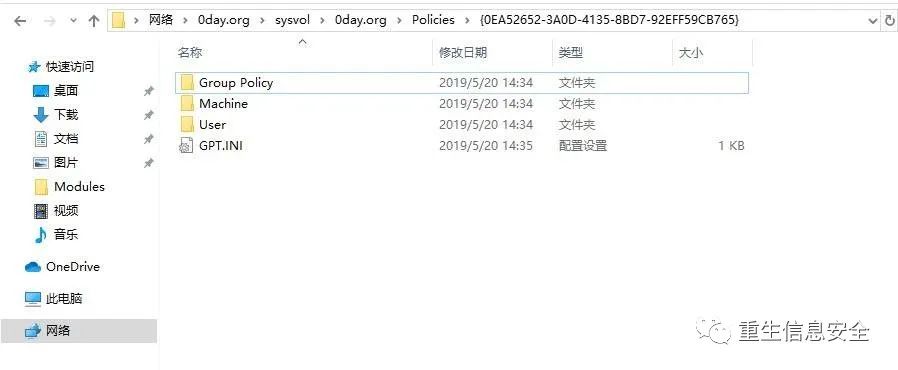 网络 › 0day.org › sysvol › 0day.org › Policies › {0EA52652-3A0D-4135-8BD7-92EFF59CB765}
名称 修改日期 类型 大小
快速访问
桌面
下载
文档
图片
Modules
视频
音乐
OneDrive
此电脑
网络
Group Policy 2019/5/20 14:34 文件夹
Machine 2019/5/20 14:34 文件夹
User 2019/5/20 14:34 文件夹
GPT.INI 2019/5/20 14:35 配置设置 1 KB
重生信息安全